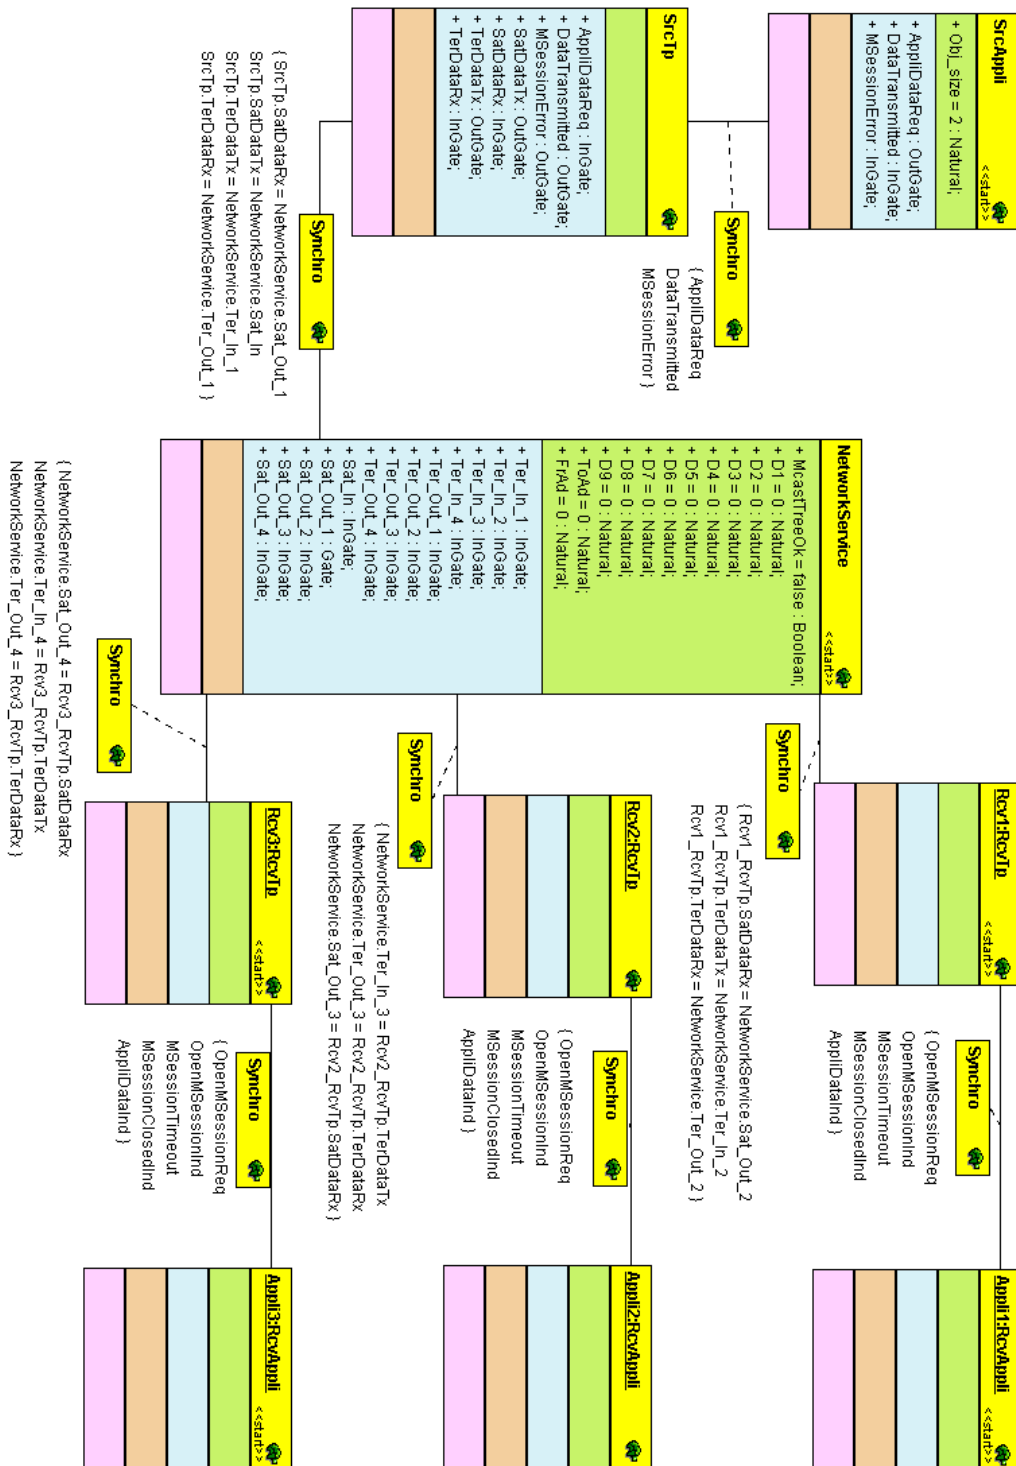 SrcAppli
<<start>>
+ Obj_size = 2 : Natural;
+ AppliDataReq : OutGate;
+ DataTransmitted : InGate;
+ MSessionError : InGate;
Synchro
{ AppliDataReq
DataTransmitted
MSessionError }
SrcTp
+ AppliDataReq : InGate;
+ DataTransmitted : OutGate;
+ MSessionError : OutGate;
+ SatDataTx : OutGate;
+ SatDataRx : InGate;
+ TerDataTx : OutGate;
+ TerDataRx : InGate;
Synchro
{ SrcTp.SatDataRx = NetworkService.Sat_Out_1
SrcTp.SatDataTx = NetworkService.Sat_In
SrcTp.TerDataTx = NetworkService.Ter_In_1
SrcTp.TerDataRx = NetworkService.Ter_Out_1 }
NetworkService
<<start>>
+ McastTreeOk = false : Boolean;
+ D1 = 0 : Natural;
+ D2 = 0 : Natural;
+ D3 = 0 : Natural;
+ D4 = 0 : Natural;
+ D5 = 0 : Natural;
+ D6 = 0 : Natural;
+ D7 = 0 : Natural;
+ D8 = 0 : Natural;
+ D9 = 0 : Natural;
+ ToAd = 0 : Natural;
+ FrAd = 0 : Natural;
+ Ter_In_1 : InGate;
+ Ter_In_2 : InGate;
+ Ter_In_3 : InGate;
+ Ter_In_4 : InGate;
+ Ter_Out_1 : InGate;
+ Ter_Out_2 : InGate;
+ Ter_Out_3 : InGate;
+ Ter_Out_4 : InGate;
+ Sat_In : InGate;
+ Sat_Out_1 : Gate;
+ Sat_Out_2 : InGate;
+ Sat_Out_3 : InGate;
+ Sat_Out_4 : InGate;
Synchro
{ Rcv1_RcvTp.SatDataRx = NetworkService.Sat_Out_2
Rcv1_RcvTp.TerDataTx = NetworkService.Ter_In_2
Rcv1_RcvTp.TerDataRx = NetworkService.Ter_Out_2 }
Synchro
{ NetworkService.Ter_In_3 = Rcv2_RcvTp.TerDataTx
NetworkService.Ter_Out_3 = Rcv2_RcvTp.TerDataRx
NetworkService.Sat_Out_3 = Rcv2_RcvTp.SatDataRx }
Synchro
{ NetworkService.Sat_Out_4 = Rcv3_RcvTp.SatDataRx
NetworkService.Ter_In_4 = Rcv3_RcvTp.TerDataTx
NetworkService.Ter_Out_4 = Rcv3_RcvTp.TerDataRx }
Rcv1:RcvTp
<<start>>
Rcv2:RcvTp
Rcv3:RcvTp
<<start>>
Synchro
{ OpenMSessionReq
OpenMSessionInd
MSessionTimeout
MSessionClosedInd
AppliDataInd }
Synchro
{ OpenMSessionReq
OpenMSessionInd
MSessionTimeout
MSessionClosedInd
AppliDataInd }
Synchro
{ OpenMSessionReq
OpenMSessionInd
MSessionTimeout
MSessionClosedInd
AppliDataInd }
Appli1:RcvAppli
<<start>>
Appli2:RcvAppli
Appli3:RcvAppli
<<start>>